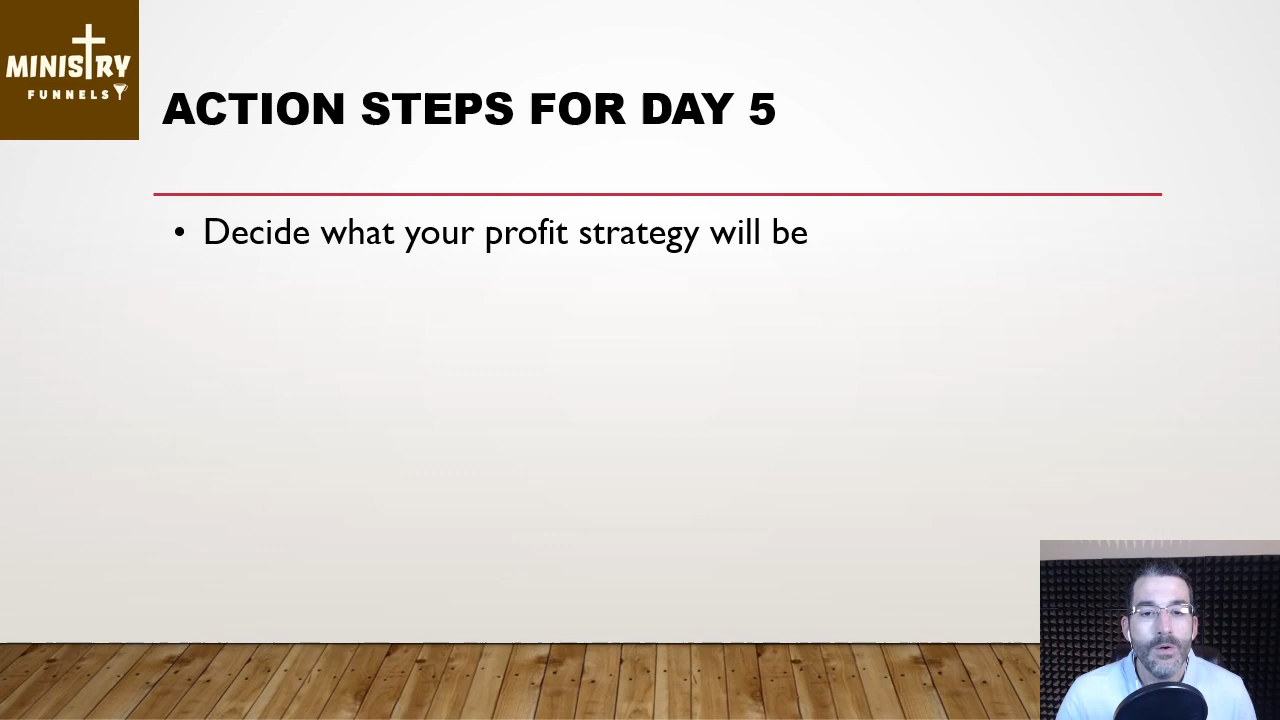 MINISTRY
FUNNELS
ACTION STEPS FOR DAY 5
• Decide what your profit strategy will be